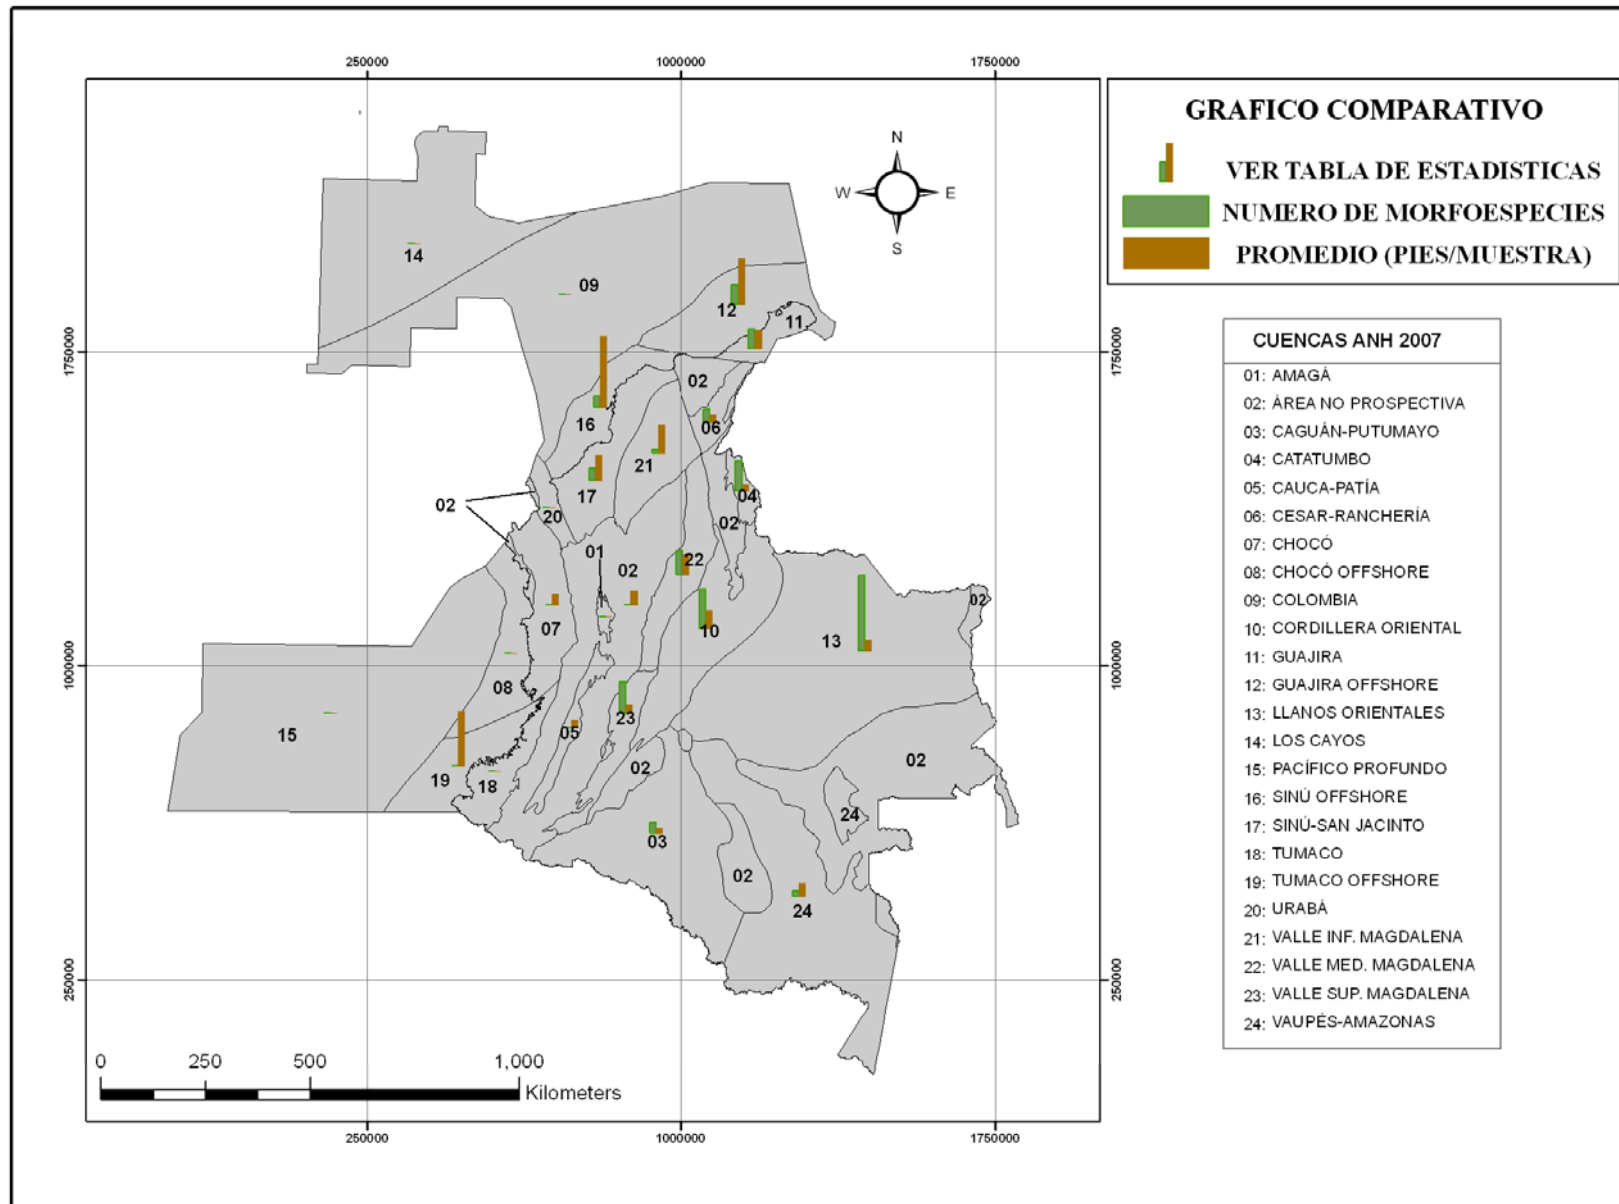 250000
1000000
1750000
GRAFICO COMPARATIVO
VER TABLA DE ESTADISTICAS
NUMERO DE MORFOESPECIES
PROMEDIO (PIES/MUESTRA)
N
W
E
S
14
09
12
11
1750000
1750000
02
16
06
21
17
04
02
20
02
01
02
22
07
10
13
02
1000000
1000000
08
15
23
05
02
02
19
18
24
03
02
24
250000
250000
0
250
500
1,000
Kilometers
250000
1000000
1750000
CUENCAS ANH 2007
01: AMAGÁ
02: ÁREA NO PROSPECTIVA
03: CAGUÁN-PUTUMAYO
04: CATATUMBO
05: CAUCA-PATÍA
06: CESAR-RANCHERÍA
07: CHOCÓ
08: CHOCÓ OFFSHORE
09: COLOMBIA
10: CORDILLERA ORIENTAL
11: GUAJIRA
12: GUAJIRA OFFSHORE
13: LLANOS ORIENTALES
14: LOS CAYOS
15: PACÍFICO PROFUNDO
16: SINÚ OFFSHORE
17: SINÚ-SAN JACINTO
18: TUMACO
19: TUMACO OFFSHORE
20: URABÁ
21: VALLE INF. MAGDALENA
22: VALLE MED. MAGDALENA
23: VALLE SUP. MAGDALENA
24: VAUPÉS-AMAZONAS